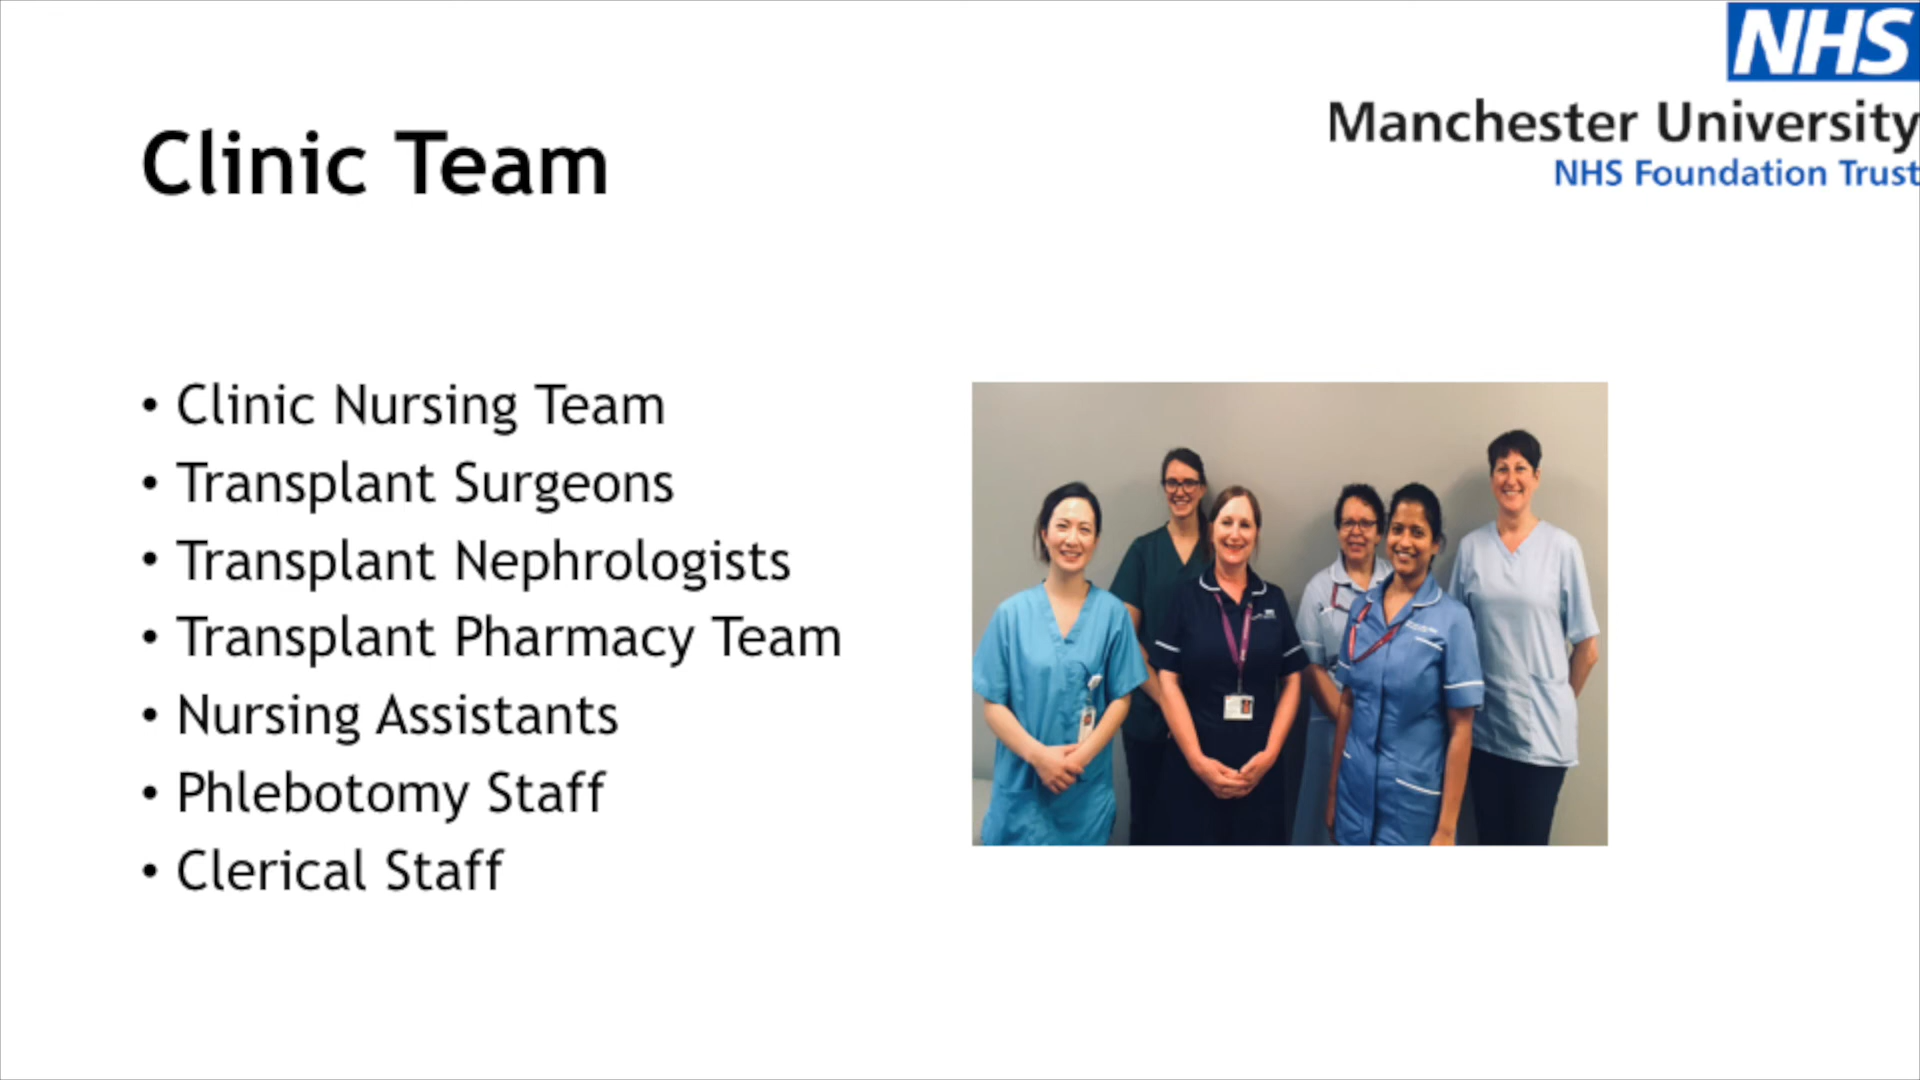 NHS
Manchester University
NHS Foundation Trust
Clinic Team
• Clinic Nursing Team
• Transplant Surgeons
• Transplant Nephrologists
• Transplant Pharmacy Team
• Nursing Assistants
• Phlebotomy Staff
• Clerical Staff